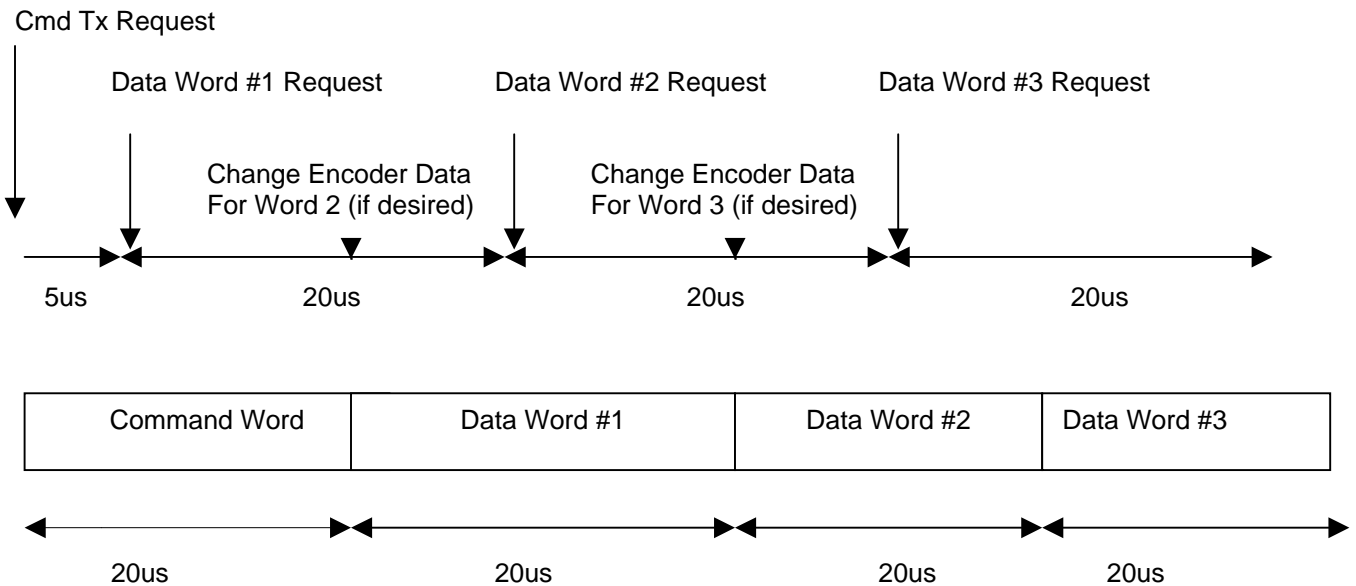 Cmd Tx Request
Data Word #1 Request
Data Word #2 Request
Data Word #3 Request
Change Encoder Data
For Word 2 (if desired)
Change Encoder Data
For Word 3 (if desired)
5us
20us
20us
20us
Command Word
Data Word #1
Data Word #2
Data Word #3
20us
20us
20us
20us